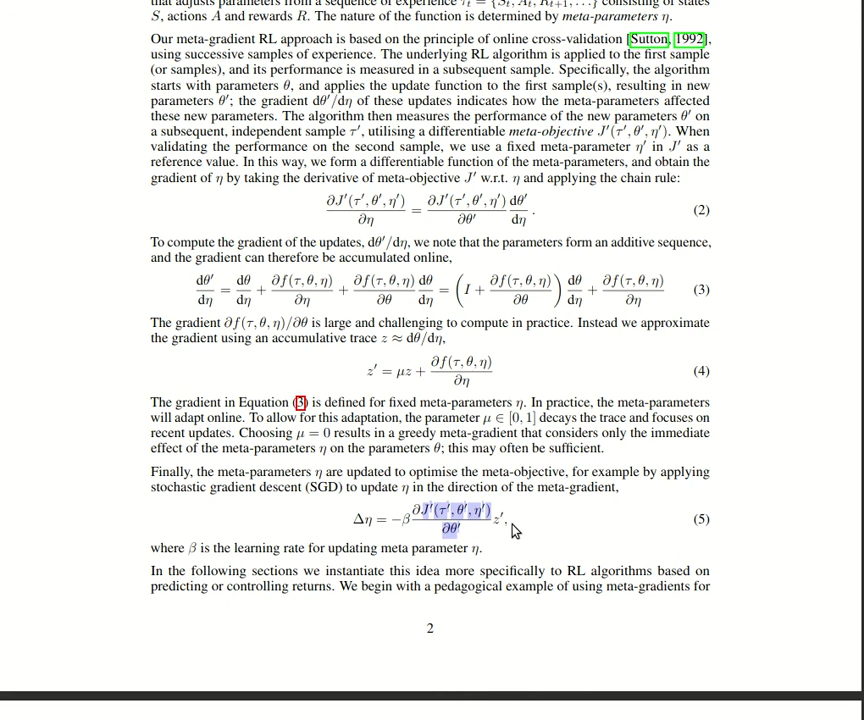 that adjusts parameters from a sequence of experience τt = {St, At, Rt+1, ...} consisting of states
S, actions A and rewards R. The nature of the function is determined by meta-parameters η.
Our meta-gradient RL approach is based on the principle of online cross-validation [Sutton, 1992],
using successive samples of experience. The underlying RL algorithm is applied to the first sample
(or samples), and its performance is measured in a subsequent sample. Specifically, the algorithm
starts with parameters θ, and applies the update function to the first sample(s), resulting in new
parameters θ′; the gradient dθ′/dη of these updates indicates how the meta-parameters affected
these new parameters. The algorithm then measures the performance of the new parameters θ′ on
a subsequent, independent sample τ′, utilising a differentiable meta-objective J′(τ′, θ′, η′). When
validating the performance on the second sample, we use a fixed meta-parameter η′ in J′ as a
reference value. In this way, we form a differentiable function of the meta-parameters, and obtain the
gradient of η by taking the derivative of meta-objective J′ w.r.t. η and applying the chain rule:
∂J′(τ′, θ′, η′)/∂η = ∂J′(τ′, θ′, η′)/∂θ′ dθ′/dη . (2)
To compute the gradient of the updates, dθ′/dη, we note that the parameters form an additive sequence,
and the gradient can therefore be accumulated online,
dθ′/dη = dθ/dη + ∂f(τ, θ, η)/∂η + ∂f(τ, θ, η)/∂θ dθ/dη = (I + ∂f(τ, θ, η)/∂θ) dθ/dη + ∂f(τ, θ, η)/∂η (3)
The gradient ∂f(τ, θ, η)/∂θ is large and challenging to compute in practice. Instead we approximate
the gradient using an accumulative trace z ≈ dθ/dη,
z′ = μz + ∂f(τ, θ, η)/∂η (4)
The gradient in Equation (3) is defined for fixed meta-parameters η. In practice, the meta-parameters
will adapt online. To allow for this adaptation, the parameter μ ∈ [0, 1] decays the trace and focuses on
recent updates. Choosing μ = 0 results in a greedy meta-gradient that considers only the immediate
effect of the meta-parameters η on the parameters θ; this may often be sufficient.
Finally, the meta-parameters η are updated to optimise the meta-objective, for example by applying
stochastic gradient descent (SGD) to update η in the direction of the meta-gradient,
Δη = −β ∂J′(τ′, θ′, η′)/∂θ′ z′, (5)
where β is the learning rate for updating meta parameter η.
In the following sections we instantiate this idea more specifically to RL algorithms based on
predicting or controlling returns. We begin with a pedagogical example of using meta-gradients for
2